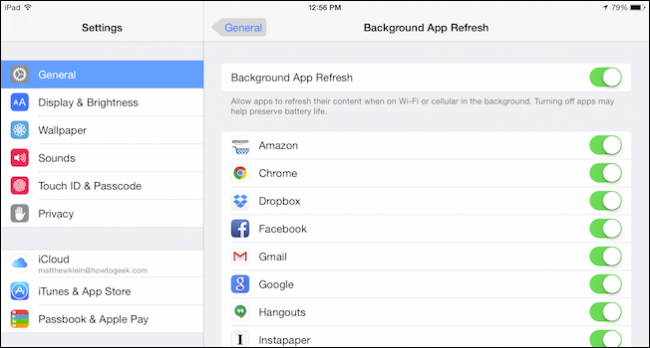 iPad 12:56 PM 79%
Settings
General
Display & Brightness
Wallpaper
Sounds
Touch ID & Passcode
Privacy
iCloud
matthewklein@howtogeek.com
iTunes & App Store
Passbook & Apple Pay
General Background App Refresh
Background App Refresh
Allow apps to refresh their content when on Wi-Fi or cellular in the background. Turning off apps may
help preserve battery life.
Amazon
Chrome
Dropbox
Facebook
Gmail
Google
Hangouts
Instapaper